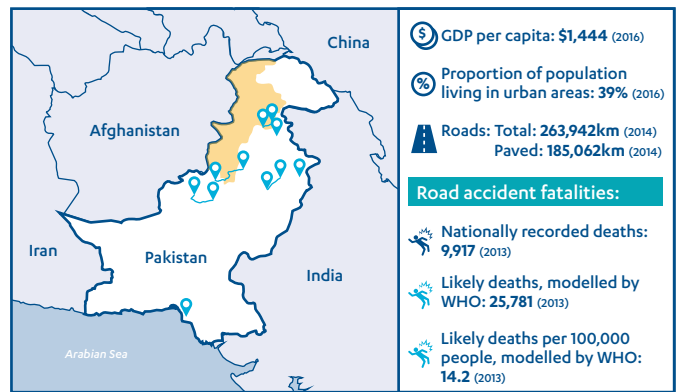 China
Afghanistan
Iran
Pakistan
India
Arabian Sea
$ GDP per capita: $1,444 (2016)
% Proportion of population
living in urban areas: 39% (2016)
Roads: Total: 263,942km (2014)
Paved: 185,062km (2014)
Road accident fatalities:
Nationally recorded deaths:
9,917 (2013)
Likely deaths, modelled by
WHO: 25,781 (2013)
Likely deaths per 100,000
people, modelled by WHO:
14.2 (2013)